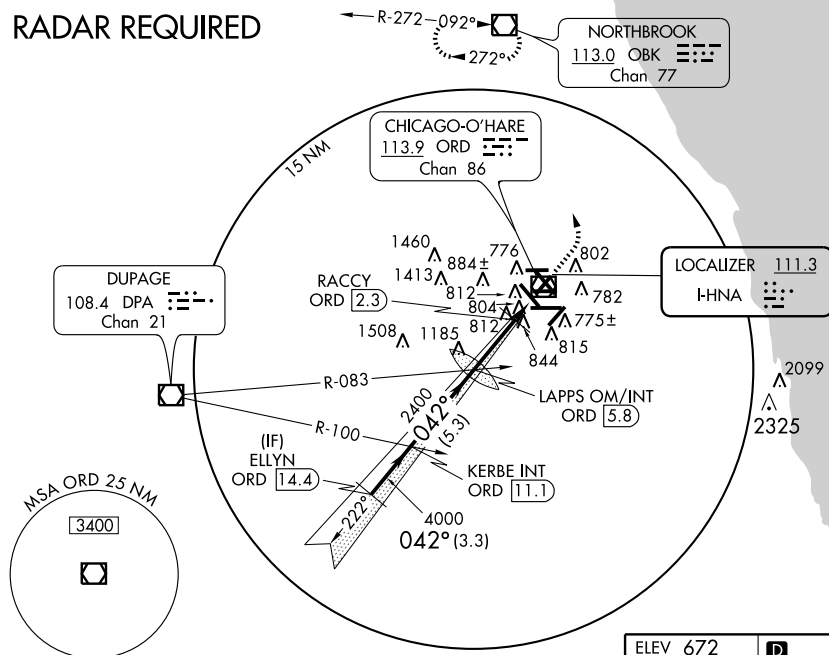 RADAR REQUIRED
R-272
092°
272°
NORTHBROOK
113.0 OBK
Chan 77
15 NM
CHICAGO-O'HARE
113.9 ORD
Chan 86
DUPAGE
108.4 DPA
Chan 21
LOCALIZER 111.3
I-HNA
1460
1413
884±
776
802
812
782
804
812
775±
815
844
1508
1185
2099
2325
RACCY
ORD 2.3
R-083
R-100
LAPPS OM/INT
ORD 5.8
2400
042°
(5.3)
(IF)
ELLYN
ORD 14.4
KERBE INT
ORD 11.1
222°
4000
042° (3.3)
MSA ORD 25 NM
3400
ELEV 672
D